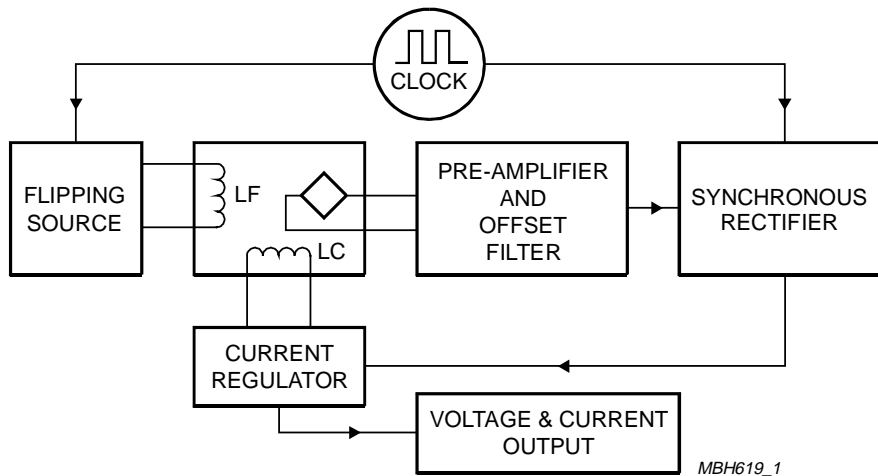 CLOCK
FLIPPING
SOURCE
LF
LC
PRE-AMPLIFIER
AND
OFFSET
FILTER
SYNCHRONOUS
RECTIFIER
CURRENT
REGULATOR
VOLTAGE & CURRENT
OUTPUT
MBH619_1